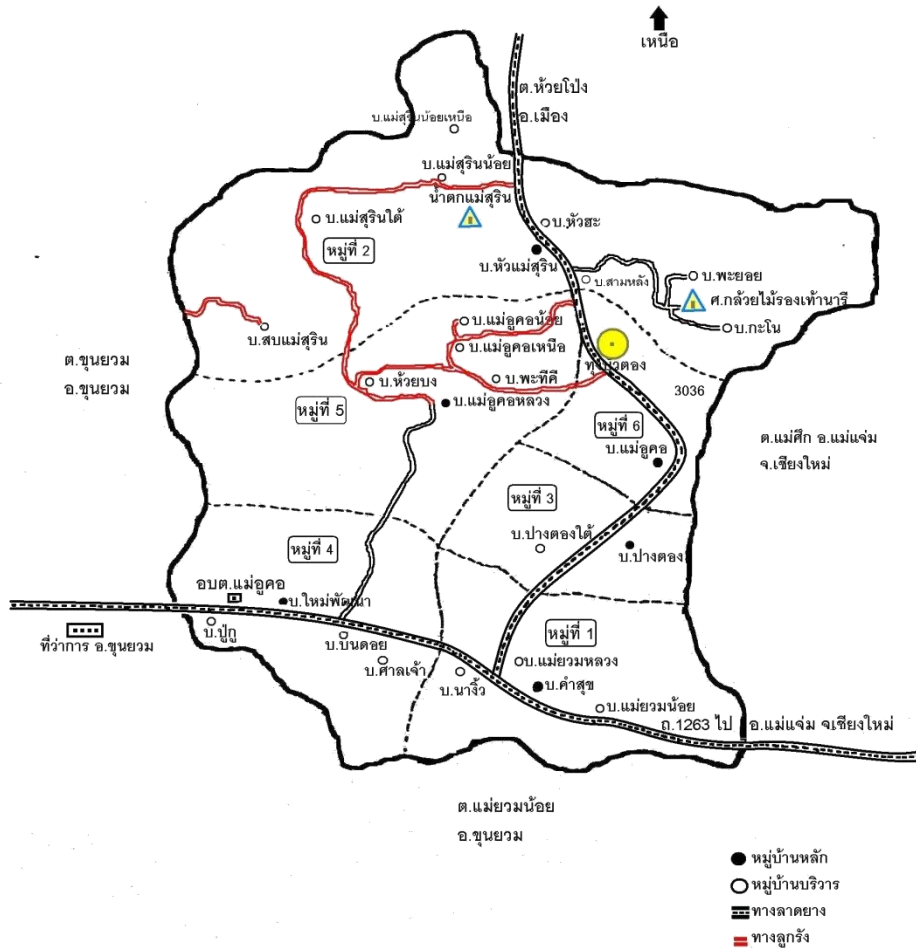 เหนือ
ต.ห้วยโป่ง
อ.เมือง
บ.แม่สุรินน้อยเหนือ
บ.แม่สุรินน้อย
น้ำตกแม่สุริน
บ.แม่สุรินใต้
บ.หัวฮะ
หมู่ที่ 2
บ.หัวแม่สุริน
บ.สามหลัง
บ.พะยอย
ศ.กล้วยไม้รองเท้านารี
บ.กะโน
บ.สบแม่สุริน
บ.แม่อูคอน้อย
บ.แม่อูคอเหนือ
ทุ่งบัวตอง
ต.ขุนยวม
อ.ขุนยวม
บ.ห้วยบง
บ.พะทีคี
3036
หมู่ที่ 5
บ.แม่อูคอหลวง
หมู่ที่ 6
บ.แม่อูคอ
ต.แม่ศึก อ.แม่แจ่ม
จ.เชียงใหม่
หมู่ที่ 3
บ.ปางตองใต้
บ.ปางตอง
หมู่ที่ 4
อบต.แม่อูคอ
บ.ใหม่พัฒนา
ที่ว่าการ อ.ขุนยวม
บ.ปู่กู
บ.บนดอย
หมู่ที่ 1
บ.ศาลเจ้า
บ.นางิ้ว
บ.แม่ยวมหลวง
บ.คำสุข
บ.แม่ยวมน้อย
ถ.1263 ไป อ.แม่แจ่ม จ.เชียงใหม่
ต.แม่ยวมน้อย
อ.ขุนยวม
หมู่บ้านหลัก
หมู่บ้านบริวาร
ทางลาดยาง
ทางลูกรัง